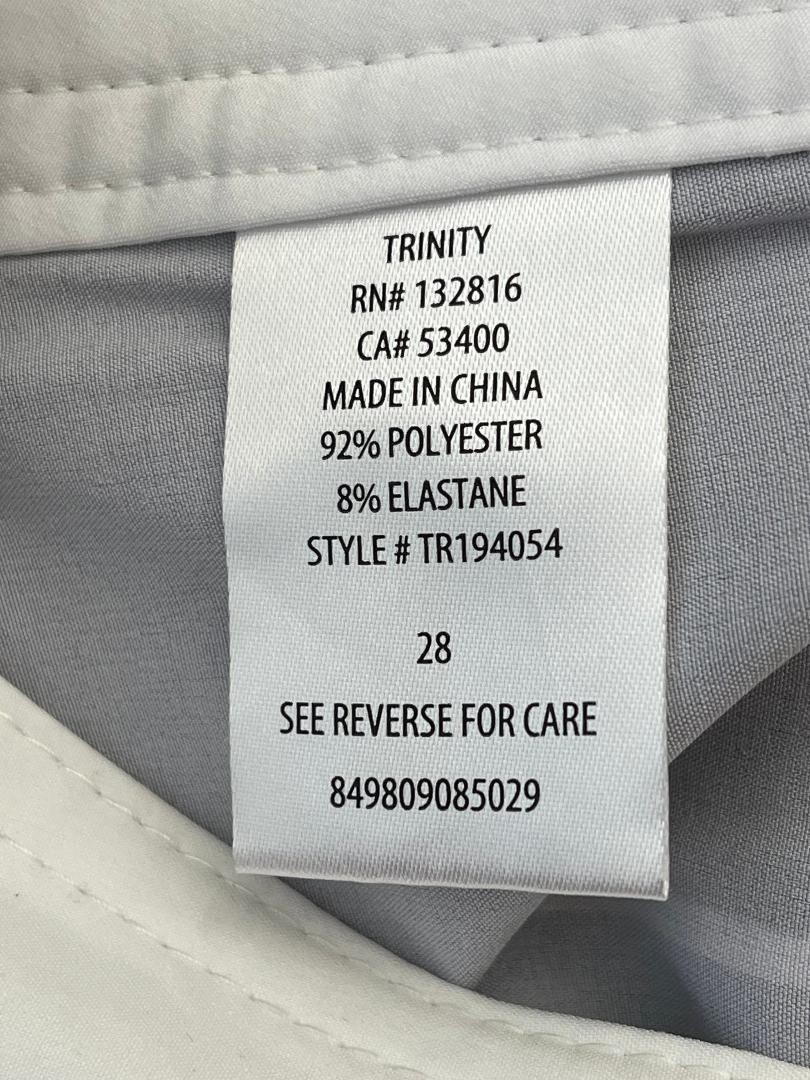 TRINITY
RN# 132816
CA# 53400
MADE IN CHINA
92% POLYESTER
8% ELASTANE
STYLE # TR194054
28
SEE REVERSE FOR CARE
849809085029